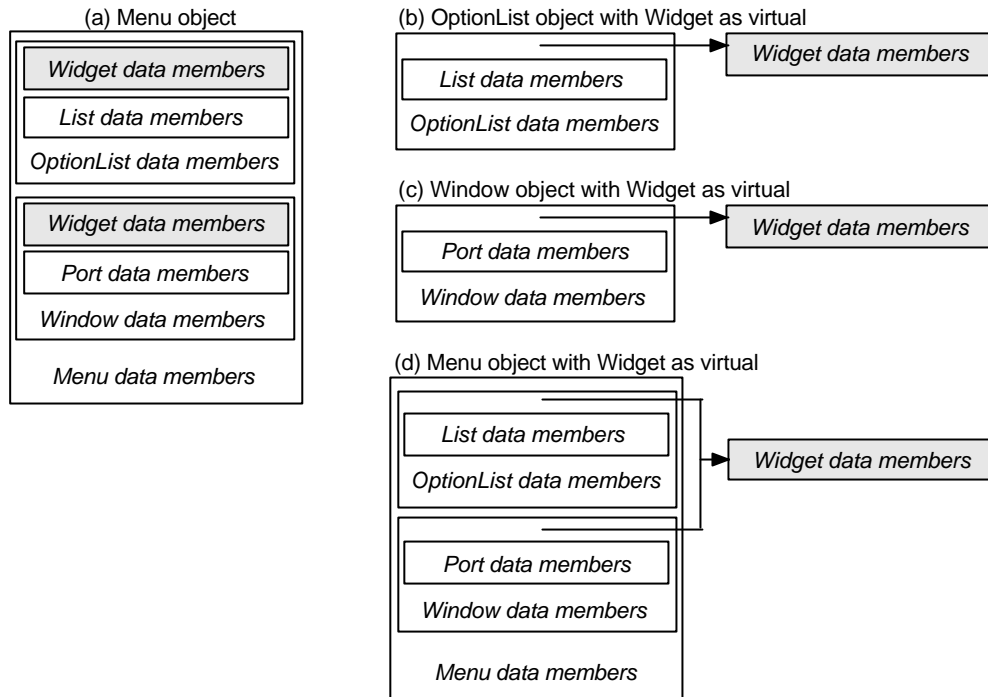 (a) Menu object
Widget data members
List data members
OptionList data members
Widget data members
Port data members
Window data members
Menu data members
(b) OptionList object with Widget as virtual
Widget data members
List data members
OptionList data members
(c) Window object with Widget as virtual
Widget data members
Port data members
Window data members
(d) Menu object with Widget as virtual
List data members
Widget data members
OptionList data members
Port data members
Window data members
Menu data members